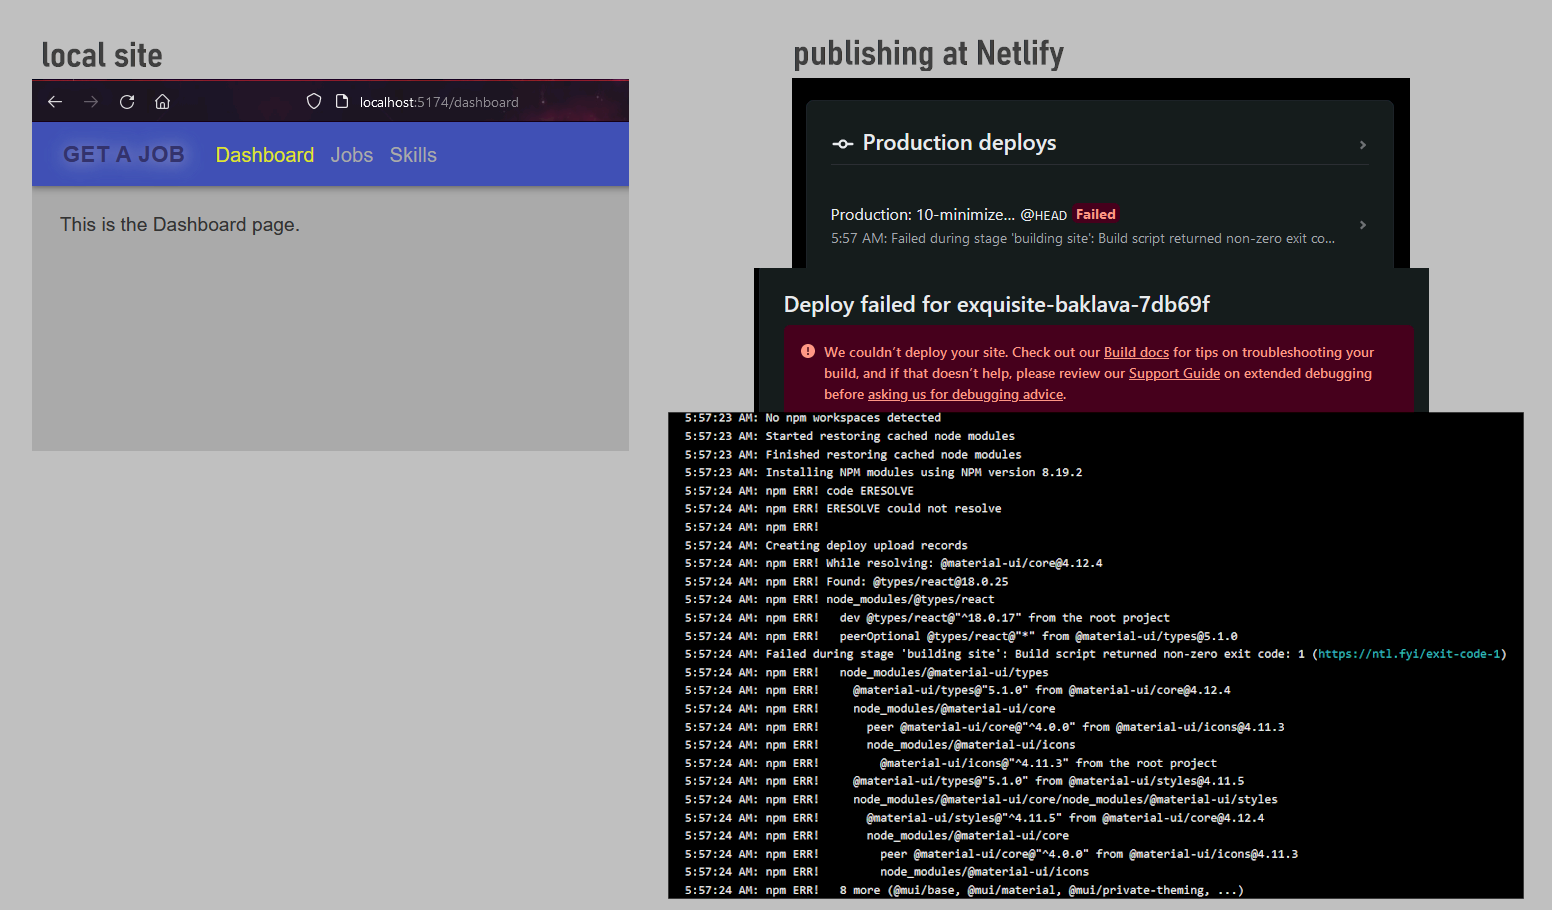 local site
localhost:5174/dashboard
GET A JOB Dashboard Jobs Skills
This is the Dashboard page.
publishing at Netlify
Production deploys
Production: 10-minimize... @HEAD Failed
5:57 AM: Failed during stage 'building site': Build script returned non-zero exit co...
Deploy failed for exquisite-baklava-7db69f
We couldn't deploy your site. Check out our Build docs for tips on troubleshooting your
build, and if that doesn't help, please review our Support Guide on extended debugging
before asking us for debugging advice.
5:57:23 AM: No npm workspaces detected
5:57:23 AM: Started restoring cached node modules
5:57:23 AM: Finished restoring cached node modules
5:57:23 AM: Installing NPM modules using NPM version 8.19.2
5:57:24 AM: npm ERR! code ERESOLVE
5:57:24 AM: npm ERR! ERESOLVE could not resolve
5:57:24 AM: npm ERR!
5:57:24 AM: Creating deploy upload records
5:57:24 AM: npm ERR! While resolving: @material-ui/core@4.12.4
5:57:24 AM: npm ERR! Found: @types/react@18.0.25
5:57:24 AM: npm ERR! node_modules/@types/react
5:57:24 AM: npm ERR!   dev @types/react@"^18.0.17" from the root project
5:57:24 AM: npm ERR!   peerOptional @types/react@"*" from @material-ui/types@5.1.0
5:57:24 AM: Failed during stage 'building site': Build script returned non-zero exit code: 1 (https://ntl.fyi/exit-code-1)
5:57:24 AM: npm ERR!   node_modules/@material-ui/types
5:57:24 AM: npm ERR!     @material-ui/types@"5.1.0" from @material-ui/core@4.12.4
5:57:24 AM: npm ERR!     node_modules/@material-ui/core
5:57:24 AM: npm ERR!       peer @material-ui/core@"^4.0.0" from @material-ui/icons@4.11.3
5:57:24 AM: npm ERR!       node_modules/@material-ui/icons
5:57:24 AM: npm ERR!         @material-ui/icons@"^4.11.3" from the root project
5:57:24 AM: npm ERR!     @material-ui/types@"5.1.0" from @material-ui/styles@4.11.5
5:57:24 AM: npm ERR!     node_modules/@material-ui/core/node_modules/@material-ui/styles
5:57:24 AM: npm ERR!       @material-ui/styles@"^4.11.5" from @material-ui/core@4.12.4
5:57:24 AM: npm ERR!       node_modules/@material-ui/core
5:57:24 AM: npm ERR!         peer @material-ui/core@"^4.0.0" from @material-ui/icons@4.11.3
5:57:24 AM: npm ERR!         node_modules/@material-ui/icons
5:57:24 AM: npm ERR!   8 more (@mui/base, @mui/material, @mui/private-theming, ...)